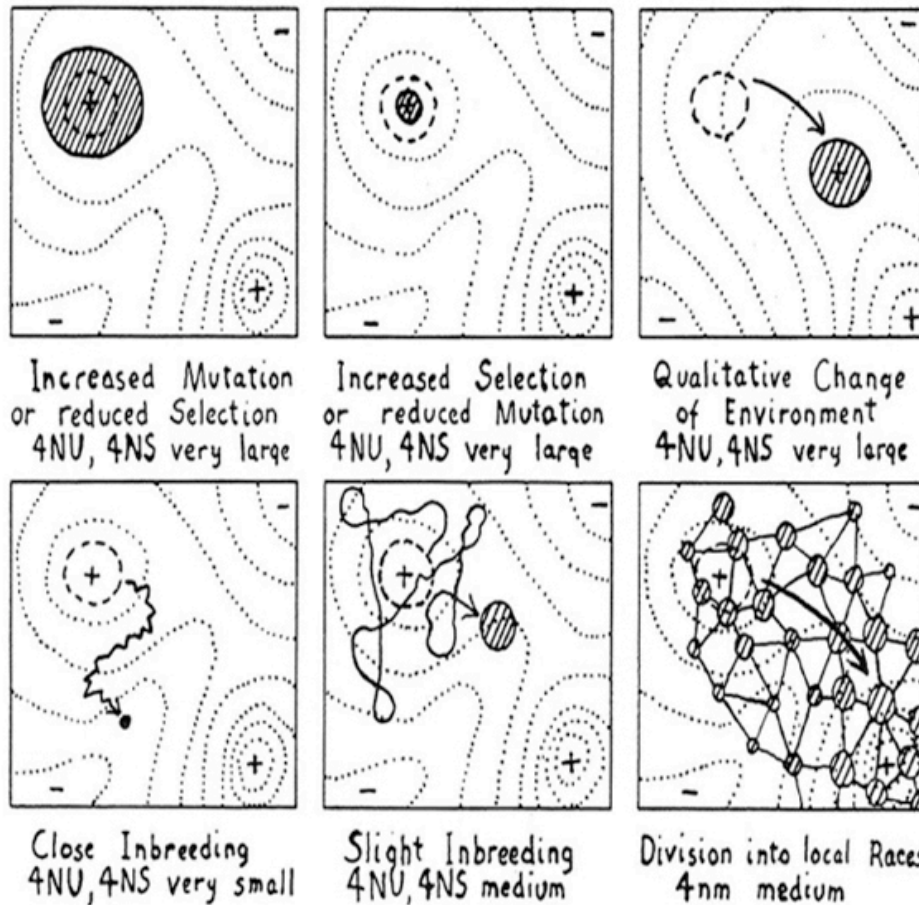 Increased Mutation
or reduced Selection
4NU, 4NS very large
Increased Selection
or reduced Mutation
4NU, 4NS very large
Qualitative Change
of Environment
4NU, 4NS very large
Close Inbreeding
4NU, 4NS very small
Slight Inbreeding
4NU, 4NS medium
Division into local Races
4nm medium